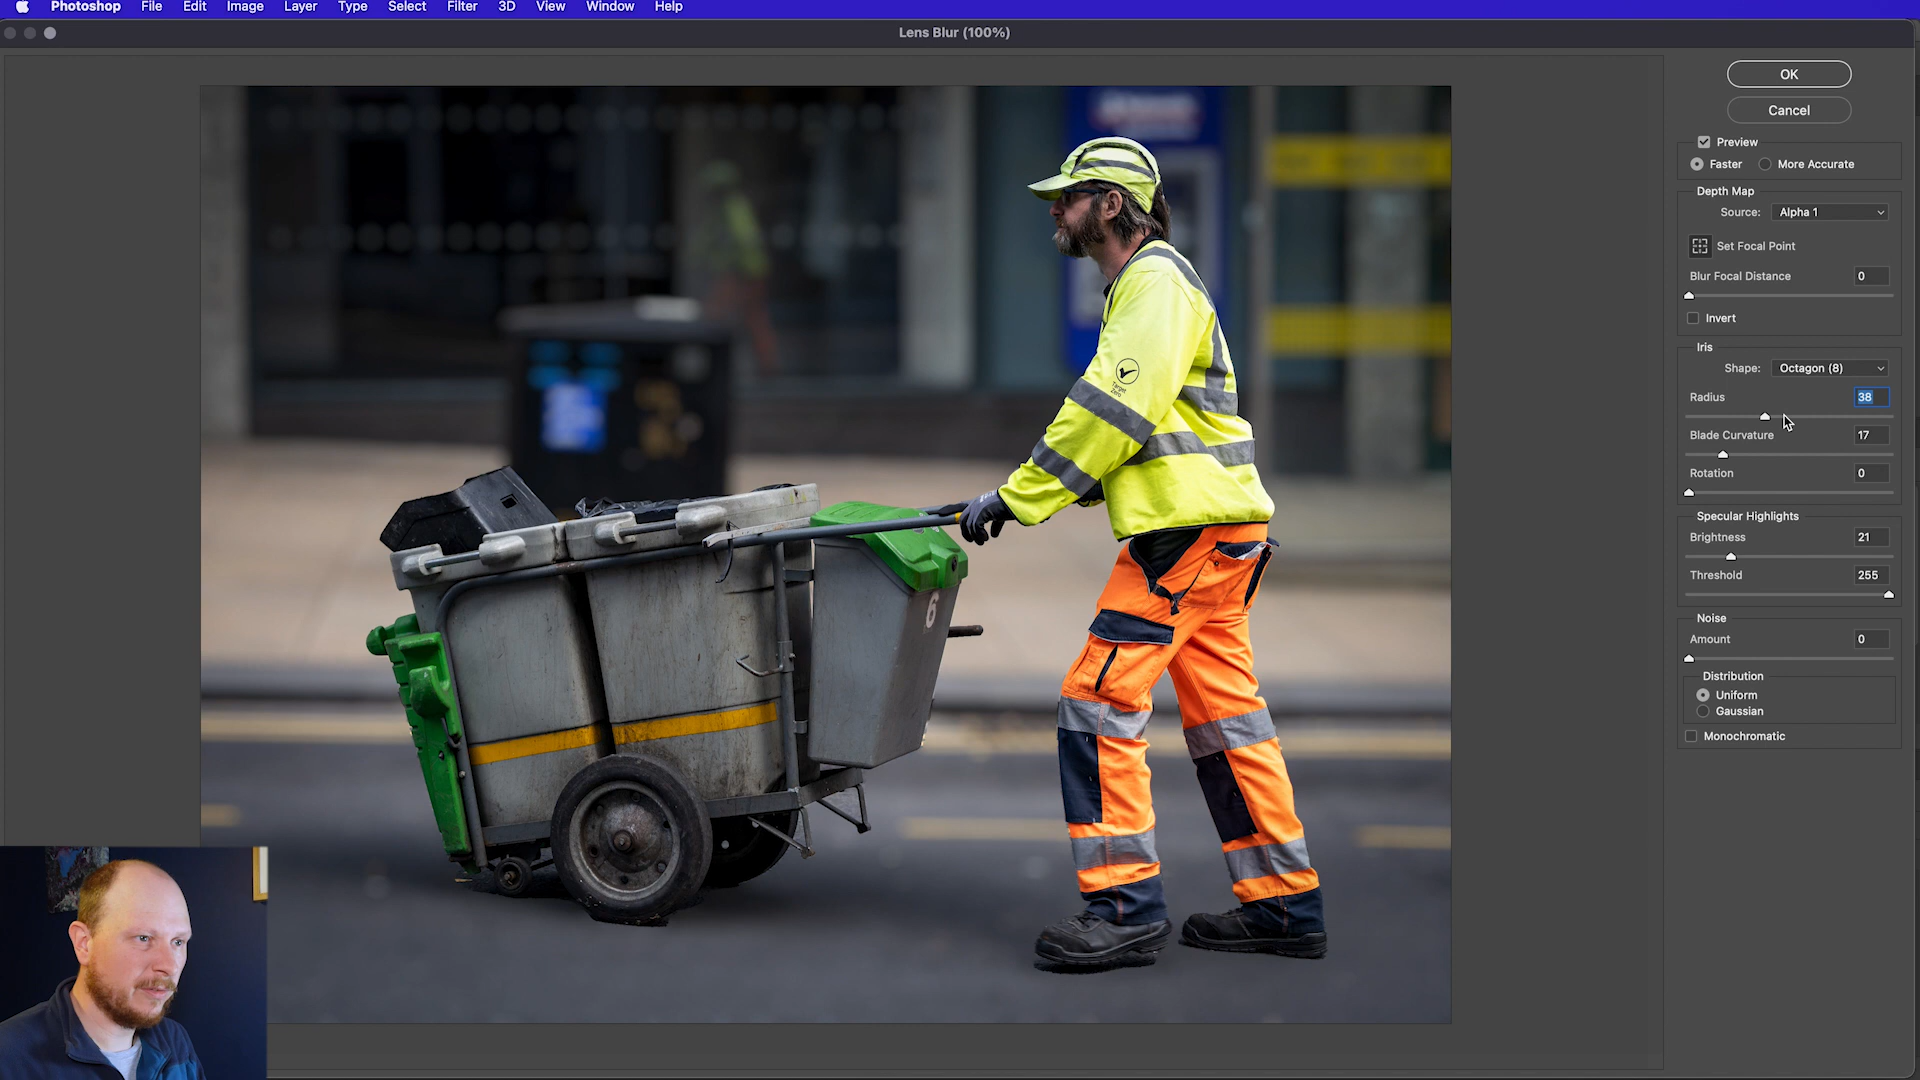 Photoshop File Edit Image Layer Type Select Filter 3D View Window Help
Lens Blur (100%)
OK
Cancel
Preview
Faster More Accurate
Depth Map
Source: Alpha 1
Set Focal Point
Blur Focal Distance 0
Invert
Iris
Shape: Octagon (8)
Radius 38
Blade Curvature 17
Rotation 0
Specular Highlights
Brightness 21
Threshold 255
Noise
Amount 0
Distribution
Uniform
Gaussian
Monochromatic
Target
Zero
6